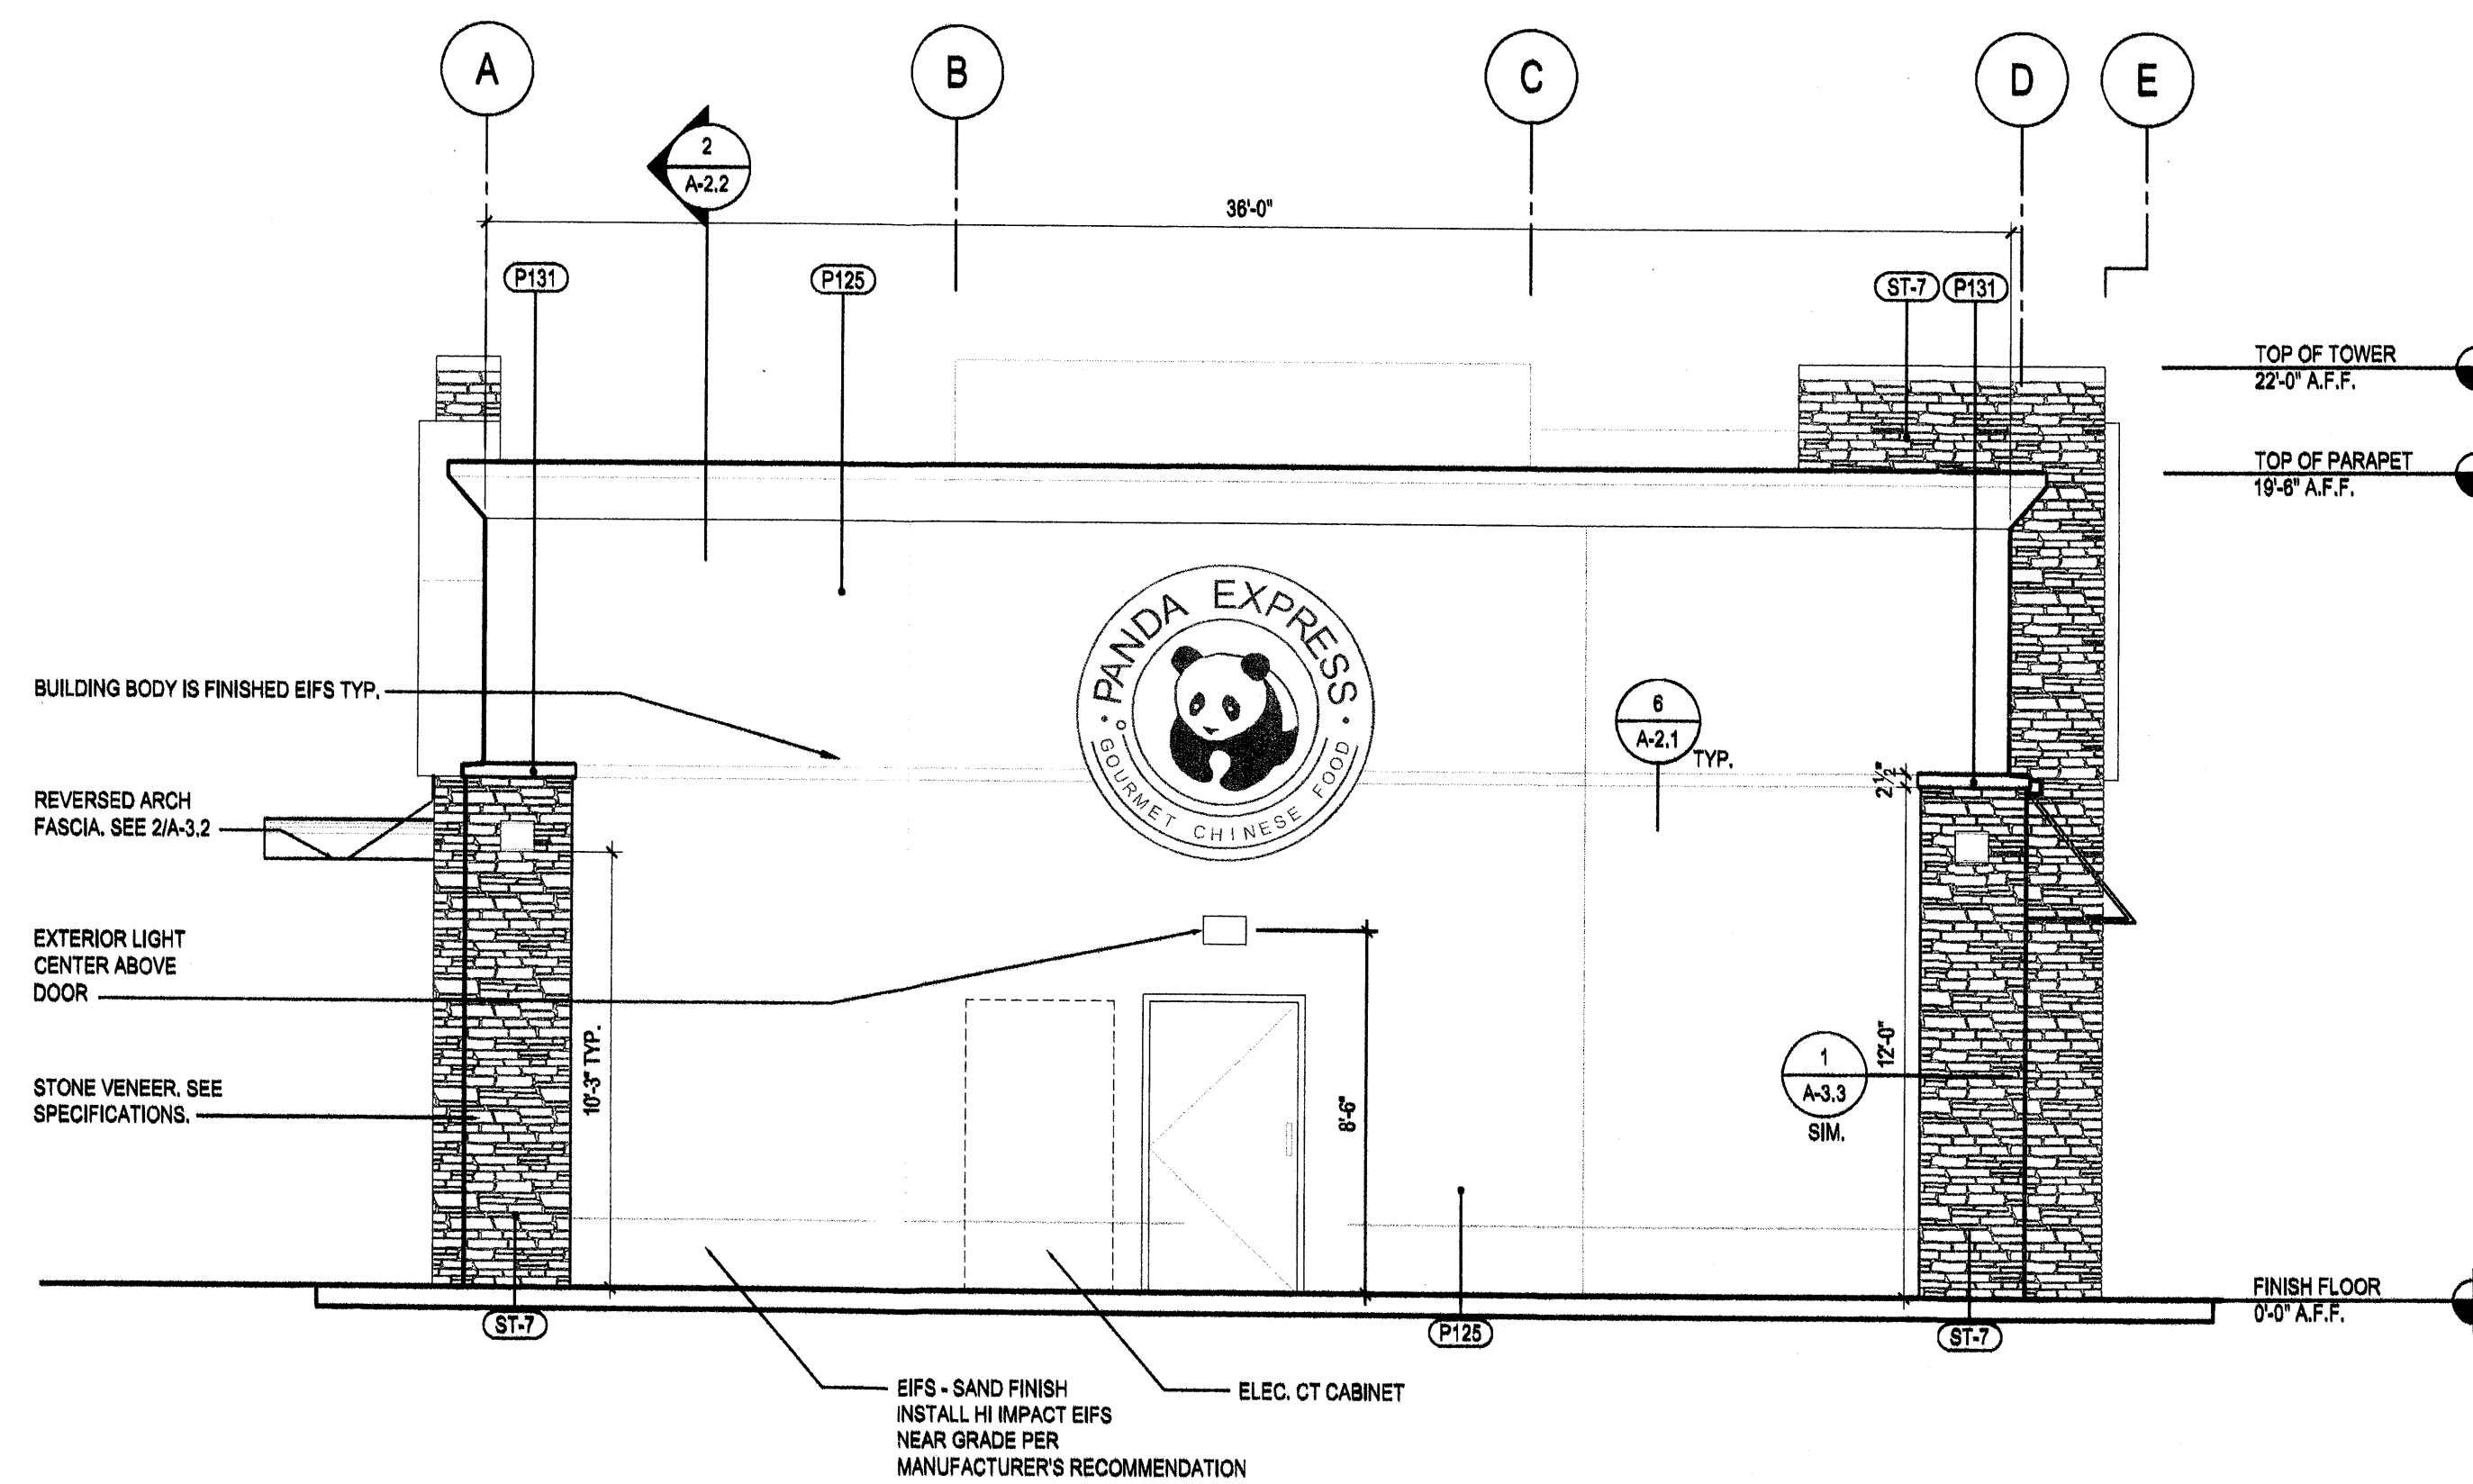 A
B
C
D
E
2
A-2.2
36'-0"
P131
P125
ST-7
P131
TOP OF TOWER
22'-0" A.F.F.
TOP OF PARAPET
19'-6" A.F.F.
PANDA EXPRESS
GOURMET CHINESE FOOD
BUILDING BODY IS FINISHED EIFS TYP.
6
A-2.1
TYP.
2 1/2"
REVERSED ARCH
FASCIA. SEE 2/A-3.2
EXTERIOR LIGHT
CENTER ABOVE
DOOR
10'-3" TYP.
8'-6"
12'-0"
1
A-3.3
SIM.
STONE VENEER. SEE
SPECIFICATIONS.
FINISH FLOOR
0'-0" A.F.F.
ST-7
P125
ST-7
EIFS - SAND FINISH
INSTALL HI IMPACT EIFS
NEAR GRADE PER
MANUFACTURER'S RECOMMENDATION
ELEC. CT CABINET